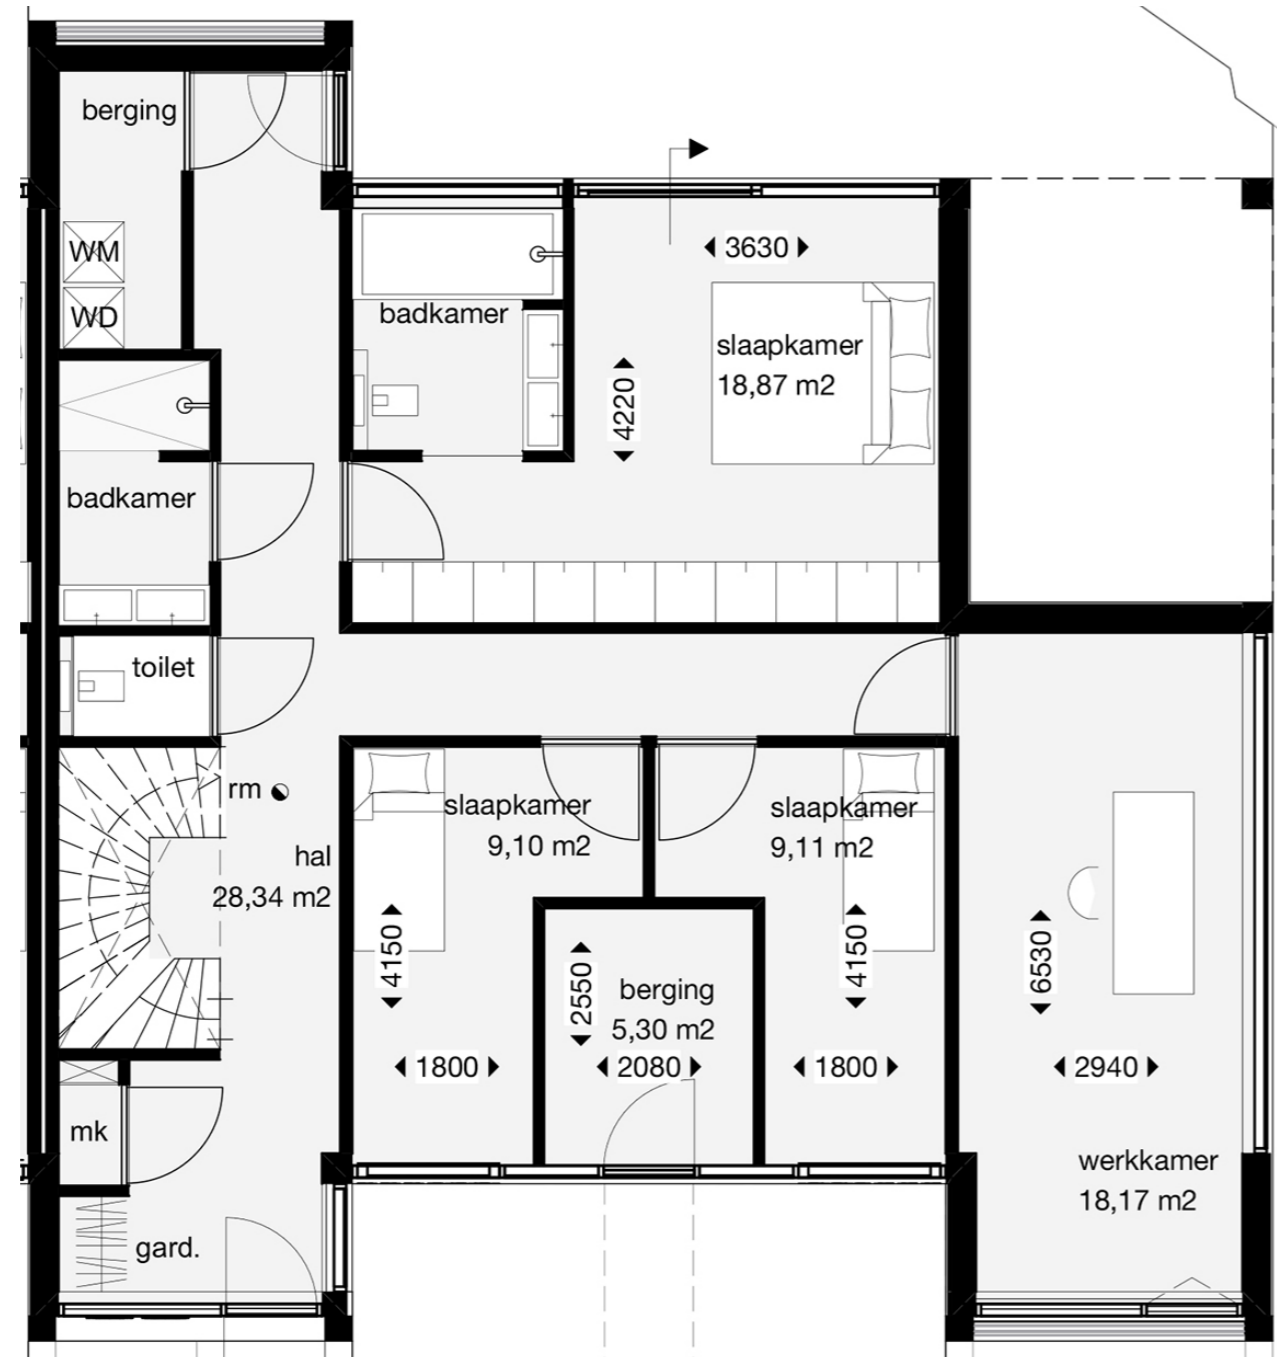 berging
WM
WD
badkamer
3630
slaapkamer
18,87 m2
4220
badkamer
toilet
rm
hal
28,34 m2
slaapkamer
9,10 m2
slaapkamer
9,11 m2
4150
2550
berging
5,30 m2
4150
6530
1800
2080
1800
2940
mk
werkkamer
18,17 m2
gard.